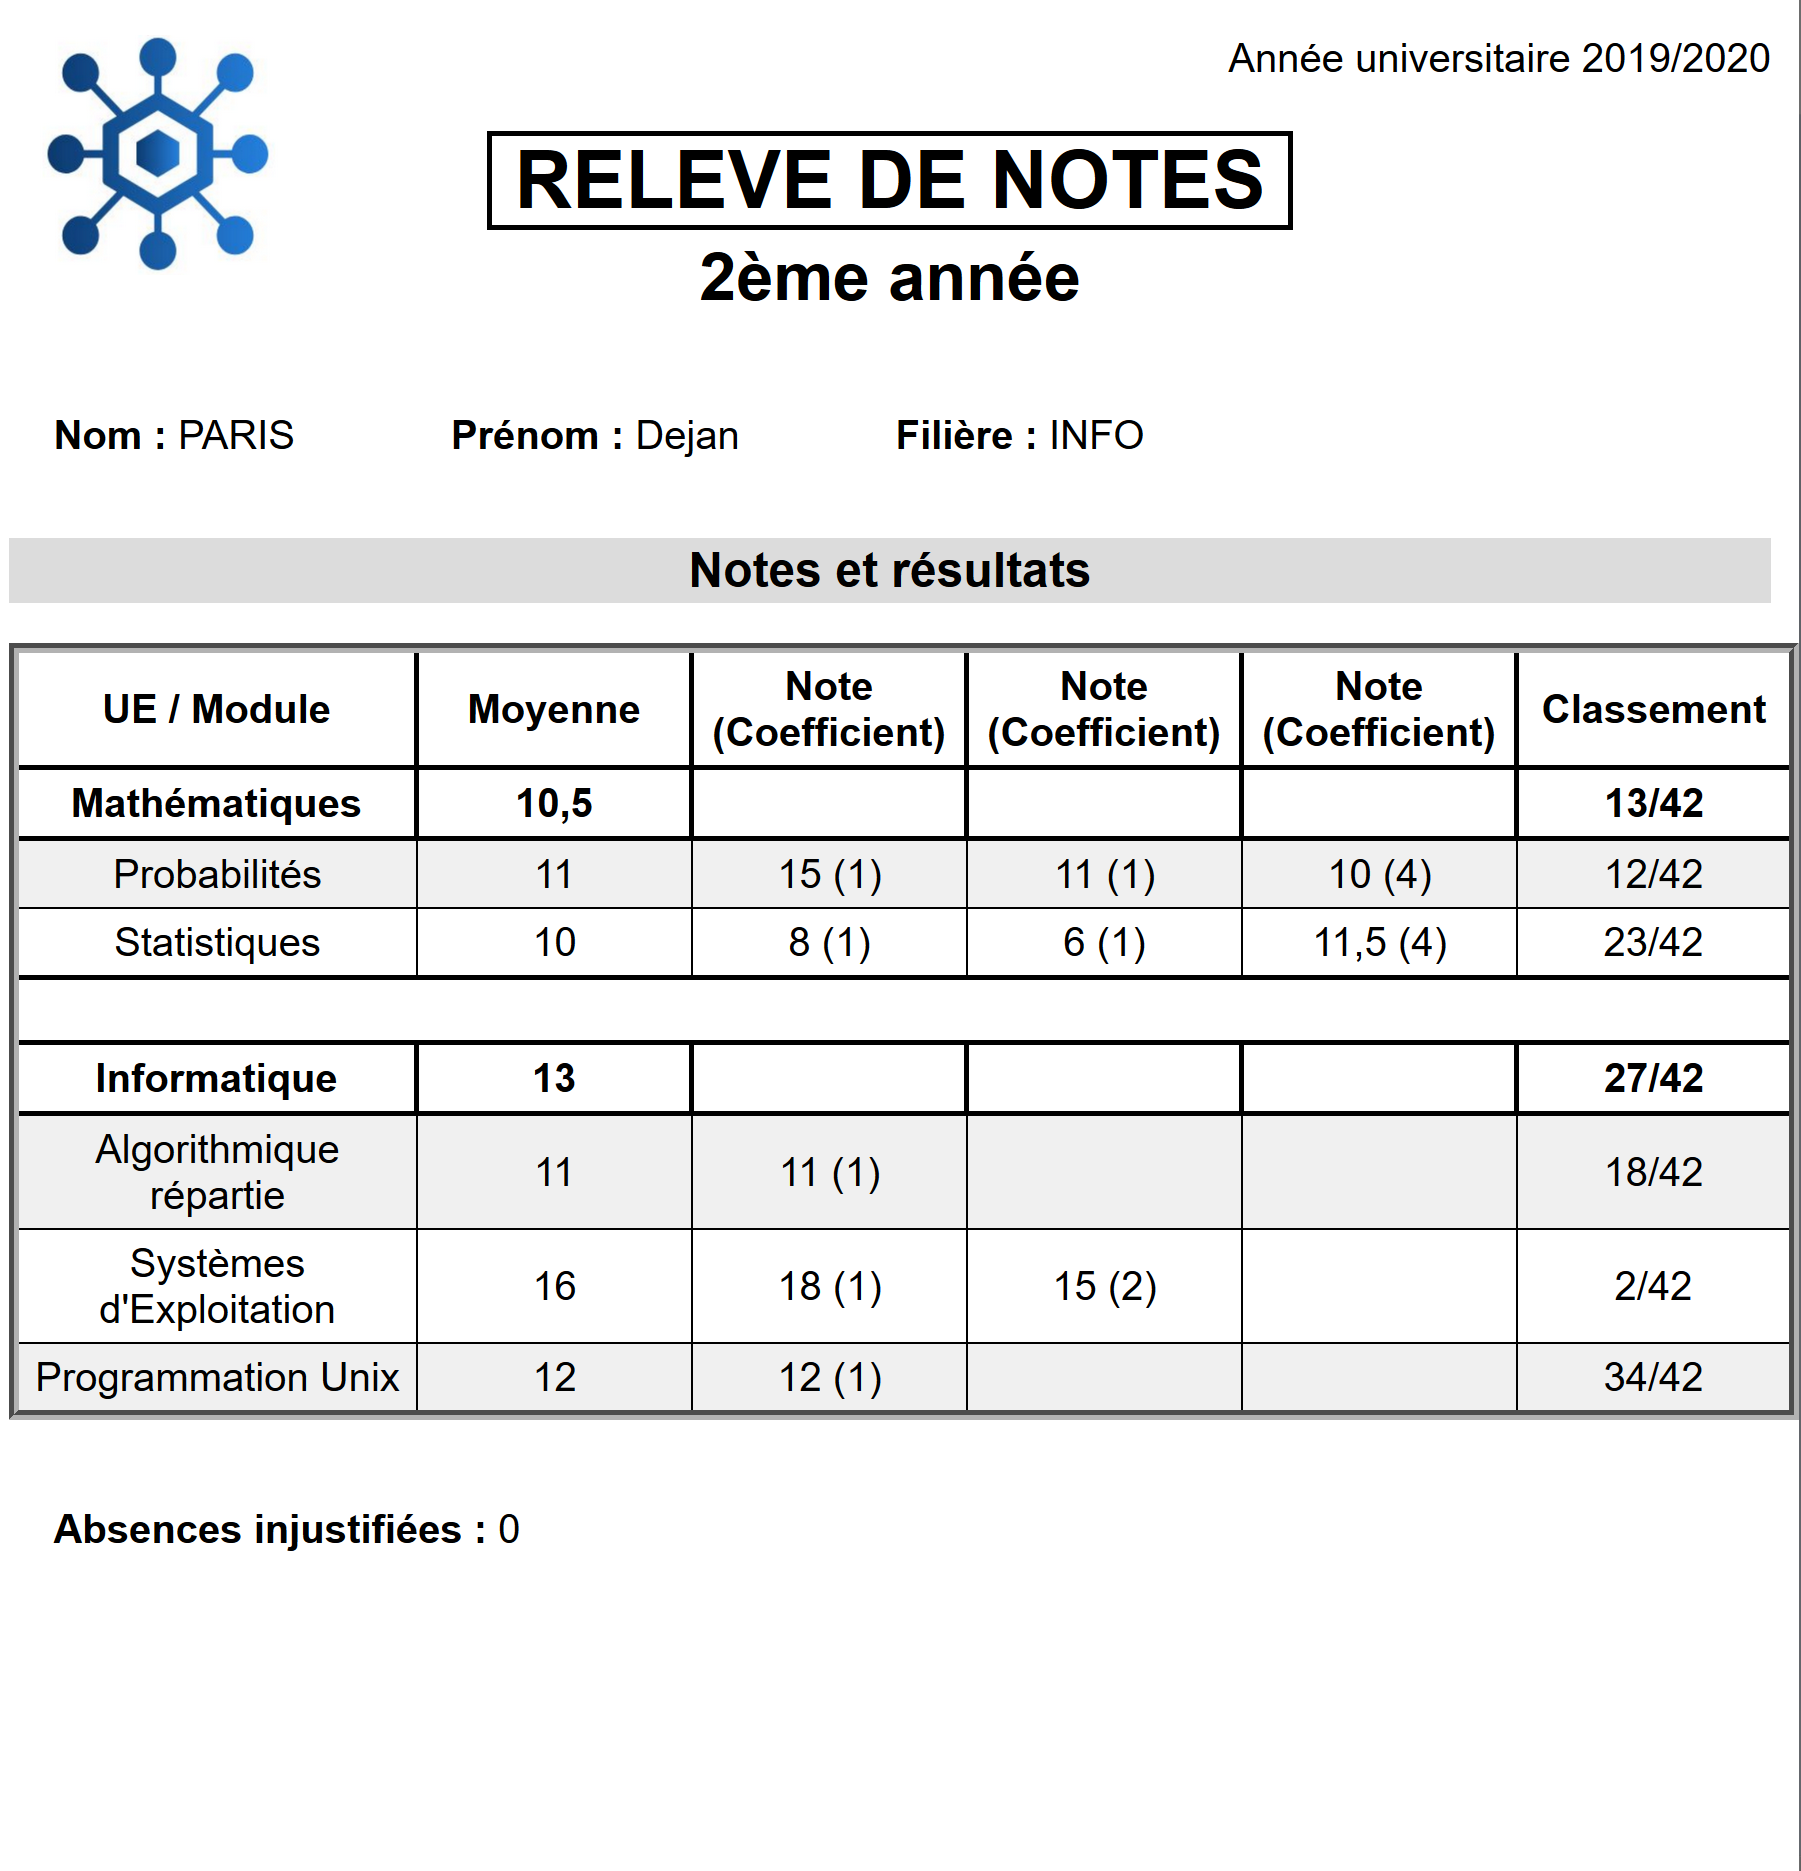 Année universitaire 2019/2020
RELEVE DE NOTES
2ème année
Nom : PARIS Prénom : Dejan Filière : INFO
Notes et résultats
UE / Module Moyenne Note (Coefficient) Note (Coefficient) Note (Coefficient) Classement
Mathématiques 10,5 13/42
Probabilités 11 15 (1) 11 (1) 10 (4) 12/42
Statistiques 10 8 (1) 6 (1) 11,5 (4) 23/42
Informatique 13 27/42
Algorithmique répartie 11 11 (1) 18/42
Systèmes d'Exploitation 16 18 (1) 15 (2) 2/42
Programmation Unix 12 12 (1) 34/42
Absences injustifiées : 0